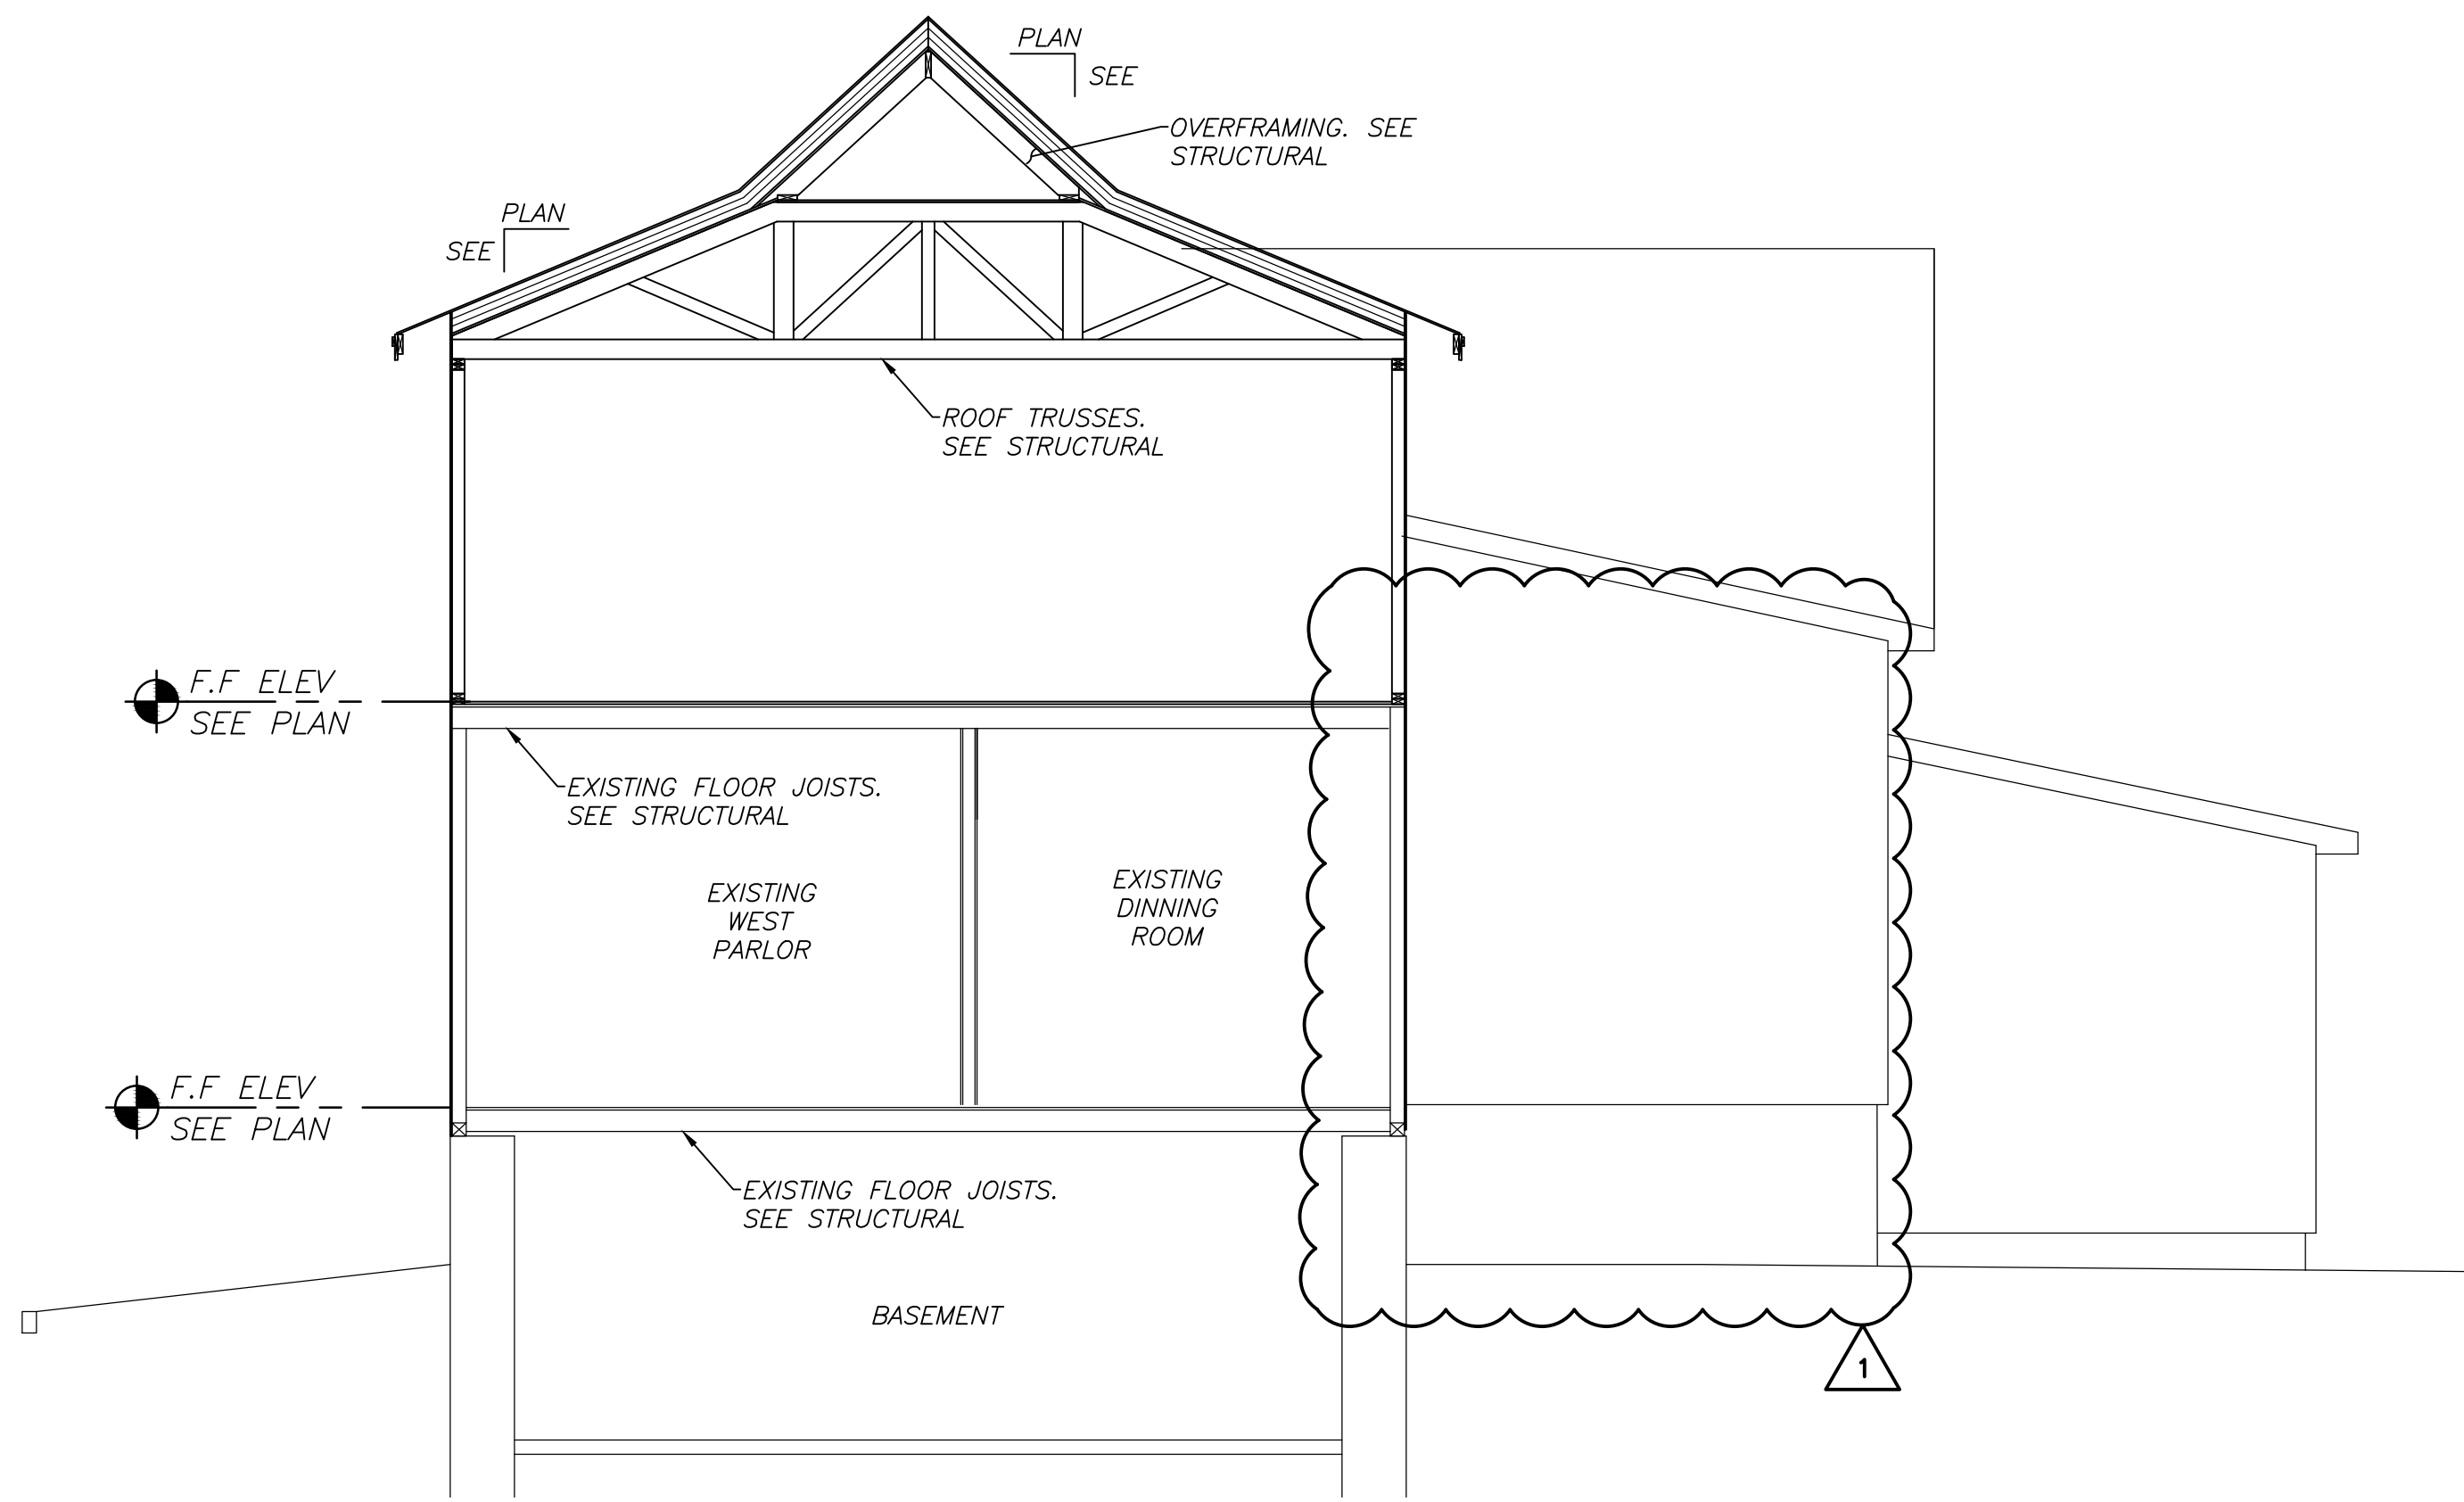 PLAN
SEE
OVERFRAMING. SEE
STRUCTURAL
PLAN
SEE
ROOF TRUSSES.
SEE STRUCTURAL
F.F ELEV
SEE PLAN
EXISTING FLOOR JOISTS.
SEE STRUCTURAL
EXISTING
WEST
PARLOR
EXISTING
DINNING
ROOM
F.F ELEV
SEE PLAN
EXISTING FLOOR JOISTS.
SEE STRUCTURAL
BASEMENT
1